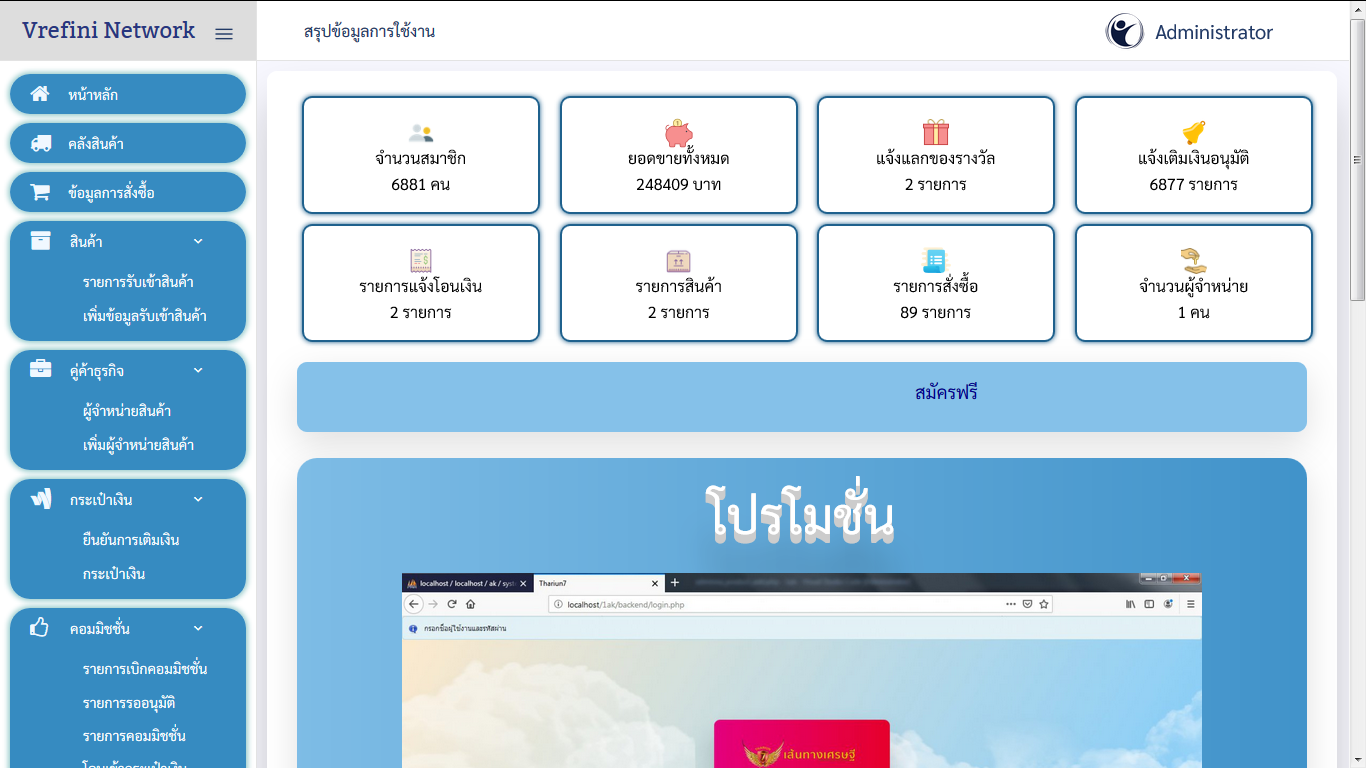 Vrefini Network
สรุปข้อมูลการใช้งาน
Administrator
หน้าหลัก
คลังสินค้า
ข้อมูลการสั่งซื้อ
สินค้า
รายการรับเข้าสินค้า
เพิ่มข้อมูลรับเข้าสินค้า
คู่ค้าธุรกิจ
ผู้จำหน่ายสินค้า
เพิ่มผู้จำหน่ายสินค้า
กระเป๋าเงิน
ยืนยันการเติมเงิน
กระเป๋าเงิน
คอมมิชชั่น
รายการเบิกคอมมิชชั่น
รายการรออนุมัติ
รายการคอมมิชชั่น
โอนเข้ากระเป๋าเงิน
จำนวนสมาชิก
6881 คน
ยอดขายทั้งหมด
248409 บาท
แจ้งแลกของรางวัล
2 รายการ
แจ้งเติมเงินอนุมัติ
6877 รายการ
รายการแจ้งโอนเงิน
2 รายการ
รายการสินค้า
2 รายการ
รายการสั่งซื้อ
89 รายการ
จำนวนผู้จำหน่าย
1 คน
สมัครฟรี
โปรโมชั่น
localhost / localhost / ak / syst
Thariun7
localhost/1ak/backend/login.php
กรอกชื่อผู้ใช้งานและรหัสผ่าน
เส้นทางเศรษฐี